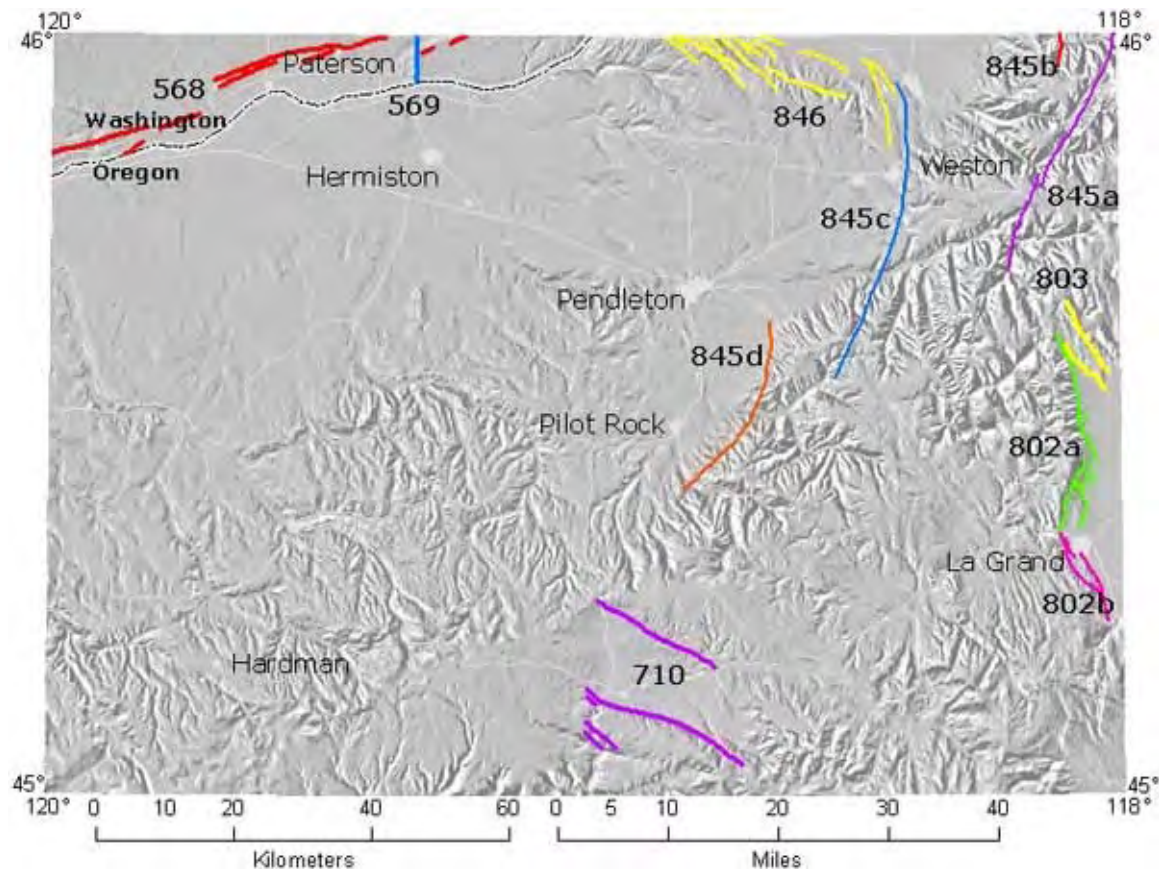 120°
118°
46°
46°
845b
568
Paterson
569
Washington
846
Oregon
Hermiston
Weston
845c
845a
803
Pendleton
845d
Pilot Rock
802a
La Grand
802b
Hardman
710
45°
45°
120°
0 10 20 40 60
0 5 10 20 30 40
118°
Kilometers
Miles